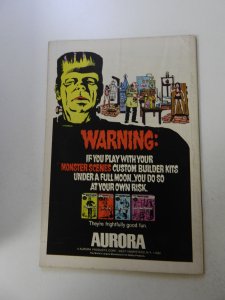 WARNING:
IF YOU PLAY WITH YOUR
MONSTER SCENES CUSTOM BUILDER KITS
UNDER A FULL MOON...YOU DO SO
AT YOUR OWN RISK.
They're frightfully good fun.
AURORA